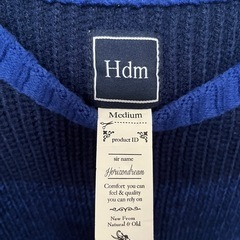 Hdm
Medium
product ID
sir name
Horizondream
Comfort you
can feel &
quality you
can rely on
New From
Natural & Old